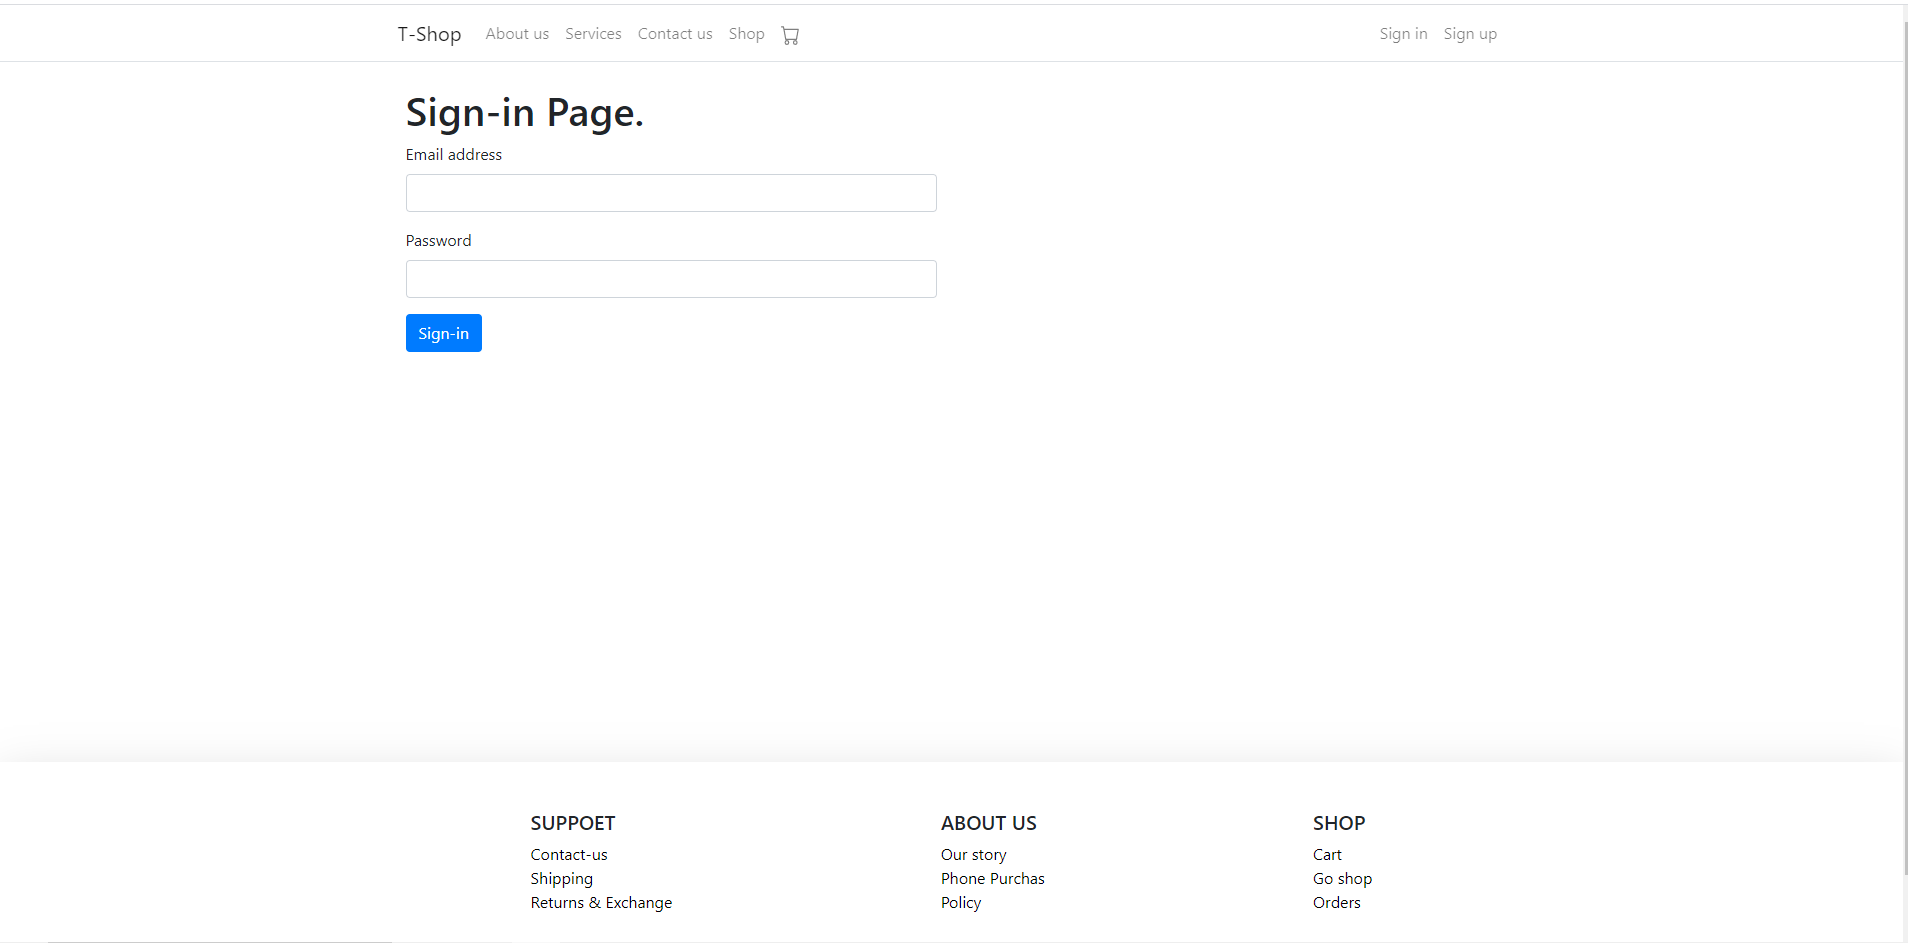 T-Shop About us Services Contact us Shop Sign in Sign up
Sign-in Page.
Email address
Password
Sign-in
SUPPOET
Contact-us
Shipping
Returns & Exchange
ABOUT US
Our story
Phone Purchas
Policy
SHOP
Cart
Go shop
Orders